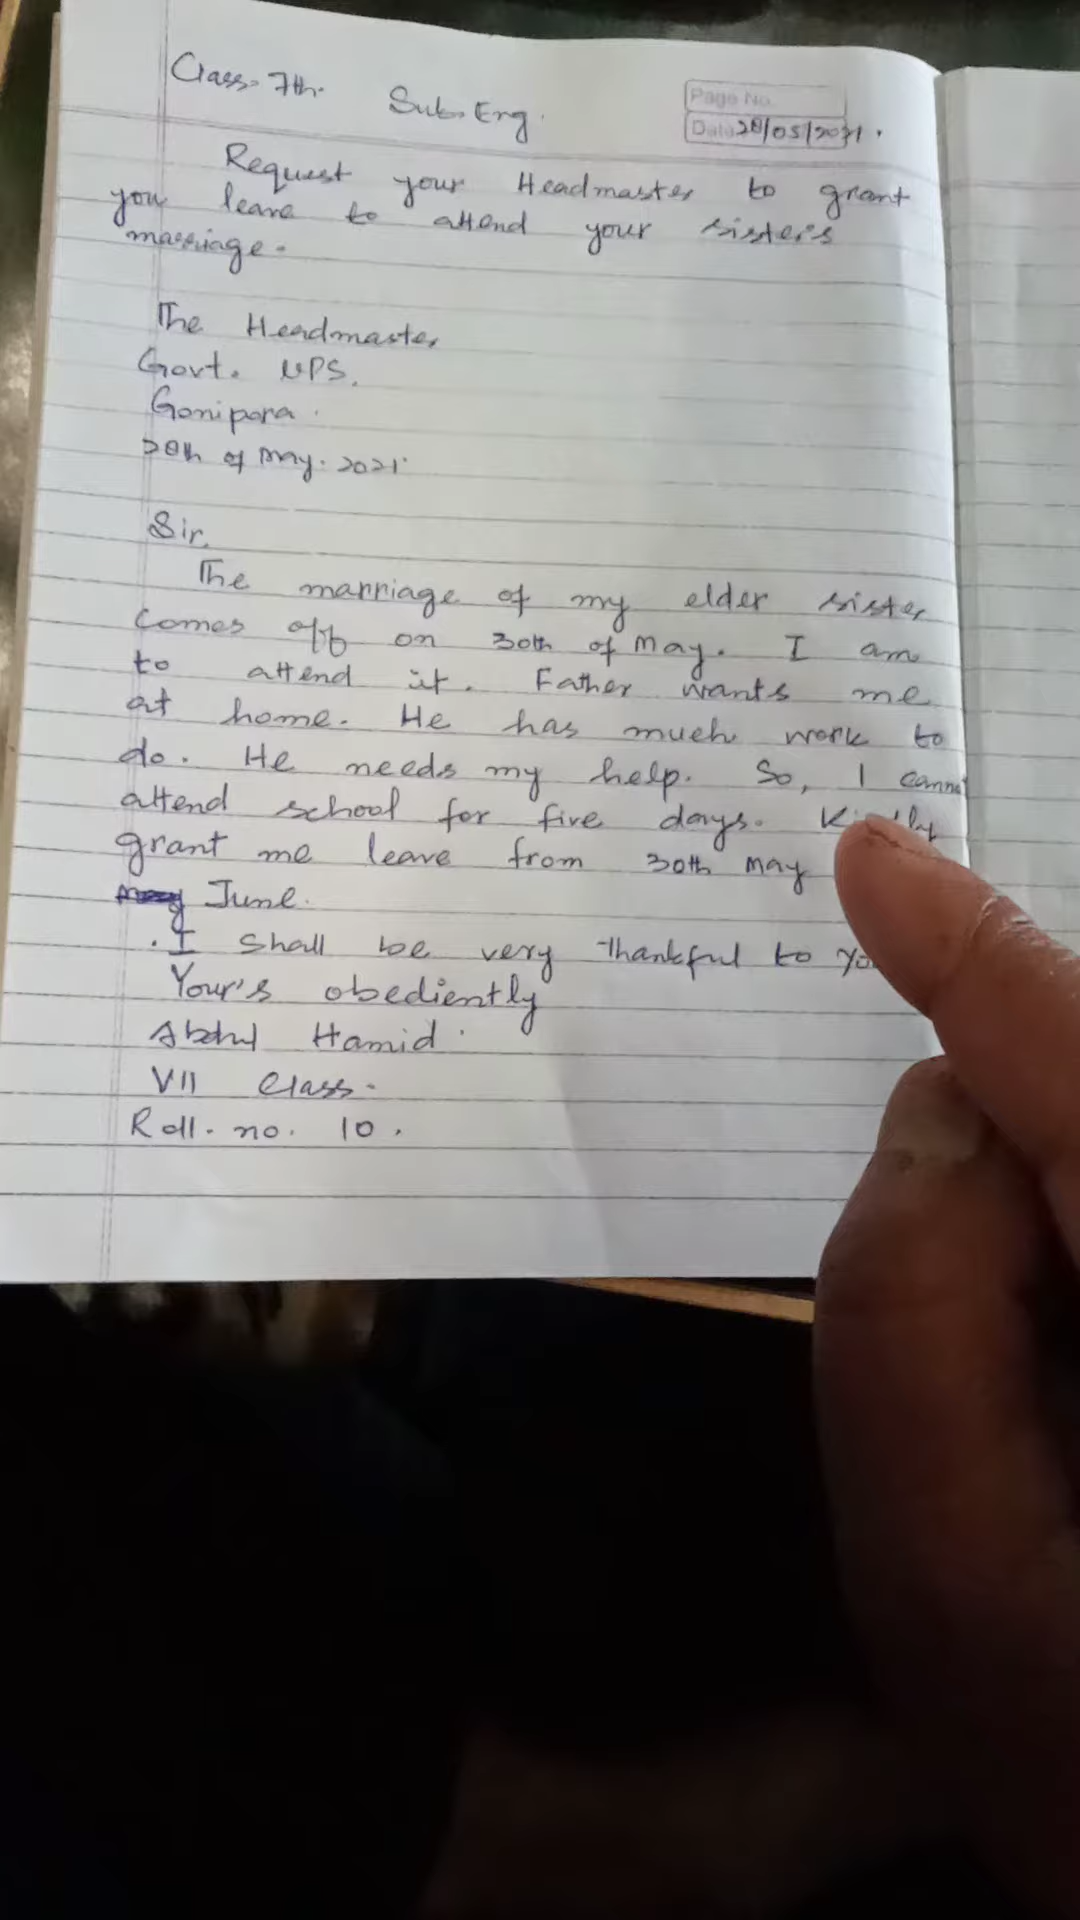 Class- 7th.
Sub. Eng.
Page No.
Date 28/05/2021.
Request your Headmaster to grant
you leave to attend your sister's
marriage.
The Headmaster
Govt. UPS.
Gonipora.
28th of May. 2021.
Sir,
The marriage of my elder sister
comes off on 30th of May. I am
to attend it. Father wants me
at home. He has much work to
do. He needs my help. So, I cannot
attend school for five days. Kindly
grant me leave from 30th May
June.
. I shall be very thankful to
Your's obediently
Abdul Hamid.
VII Class.
Roll. no. 10.